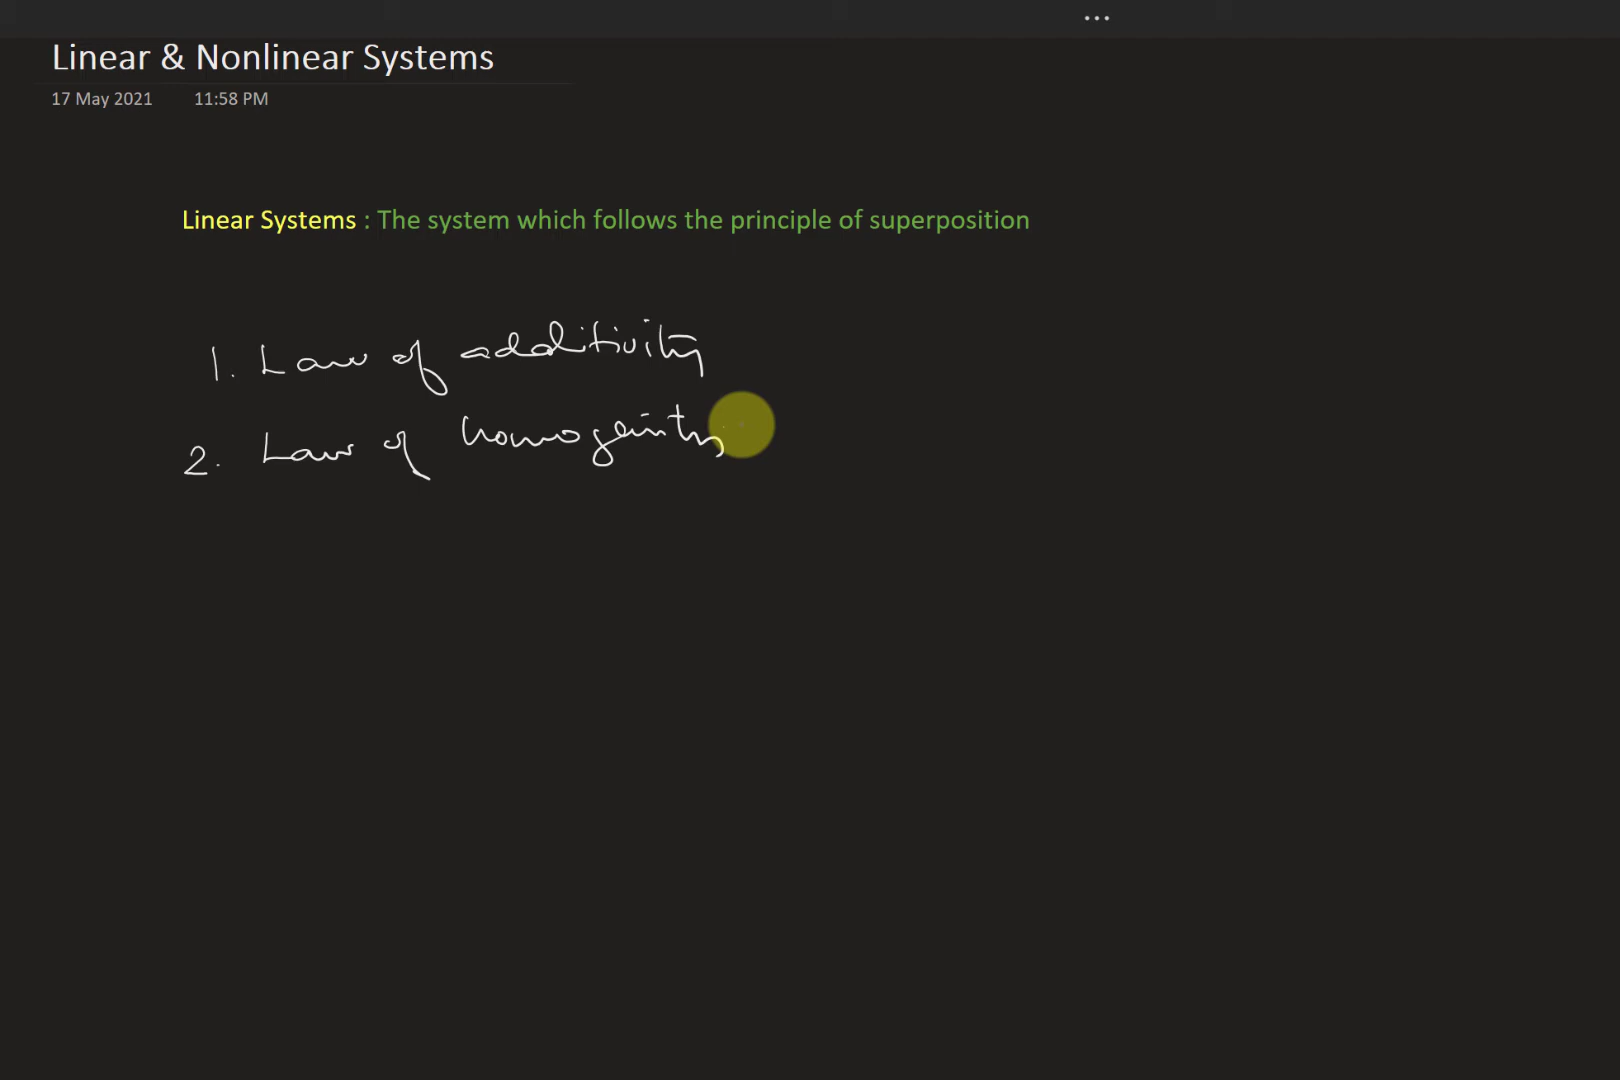 Linear & Nonlinear Systems
17 May 2021 11:58 PM
Linear Systems : The system which follows the principle of superposition
1. Law of additivity
2. Law of homogeinty